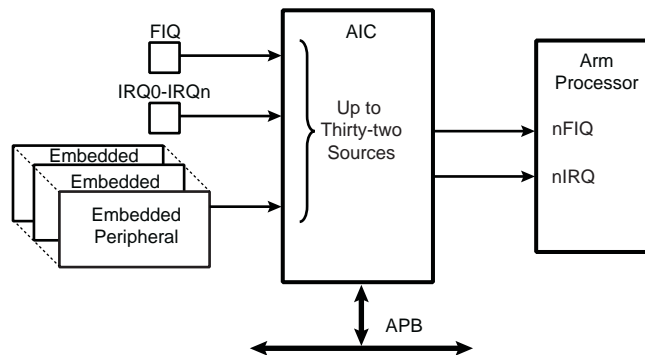 FIQ
IRQ0-IRQn
Embedded
Embedded
Embedded
Peripheral
AIC
Up to
Thirty-two
Sources
Arm
Processor
nFIQ
nIRQ
APB